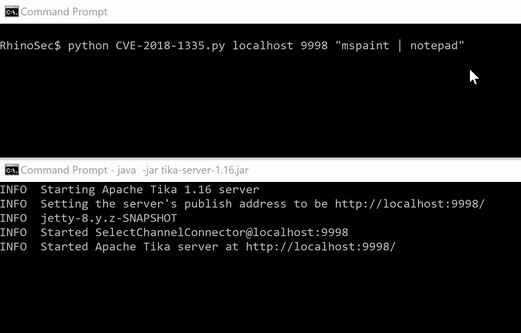 Command Prompt
RhinoSec$ python CVE-2018-1335.py localhost 9998 "mspaint | notepad"
Command Prompt - java -jar tika-server-1.16.jar
INFO Starting Apache Tika 1.16 server
INFO Setting the server's publish address to be http://localhost:9998/
INFO jetty-8.y.z-SNAPSHOT
INFO Started SelectChannelConnector@localhost:9998
INFO Started Apache Tika server at http://localhost:9998/